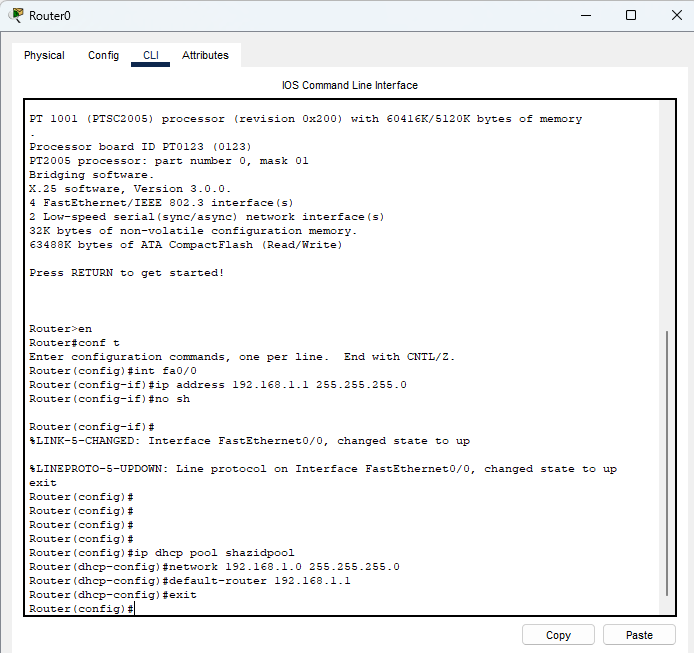 Router0
Physical Config CLI Attributes
IOS Command Line Interface
PT 1001 (PTSC2005) processor (revision 0x200) with 60416K/5120K bytes of memory
.
Processor board ID PT0123 (0123)
PT2005 processor: part number 0, mask 01
Bridging software.
X.25 software, Version 3.0.0.
4 FastEthernet/IEEE 802.3 interface(s)
2 Low-speed serial(sync/async) network interface(s)
32K bytes of non-volatile configuration memory.
63488K bytes of ATA CompactFlash (Read/Write)
Press RETURN to get started!
Router>en
Router#conf t
Enter configuration commands, one per line.  End with CNTL/Z.
Router(config)#int fa0/0
Router(config-if)#ip address 192.168.1.1 255.255.255.0
Router(config-if)#no sh
Router(config-if)#
%LINK-5-CHANGED: Interface FastEthernet0/0, changed state to up
%LINEPROTO-5-UPDOWN: Line protocol on Interface FastEthernet0/0, changed state to up
exit
Router(config)#
Router(config)#
Router(config)#
Router(config)#
Router(config)#ip dhcp pool shazidpool
Router(dhcp-config)#network 192.168.1.0 255.255.255.0
Router(dhcp-config)#default-router 192.168.1.1
Router(dhcp-config)#exit
Router(config)#
Copy Paste